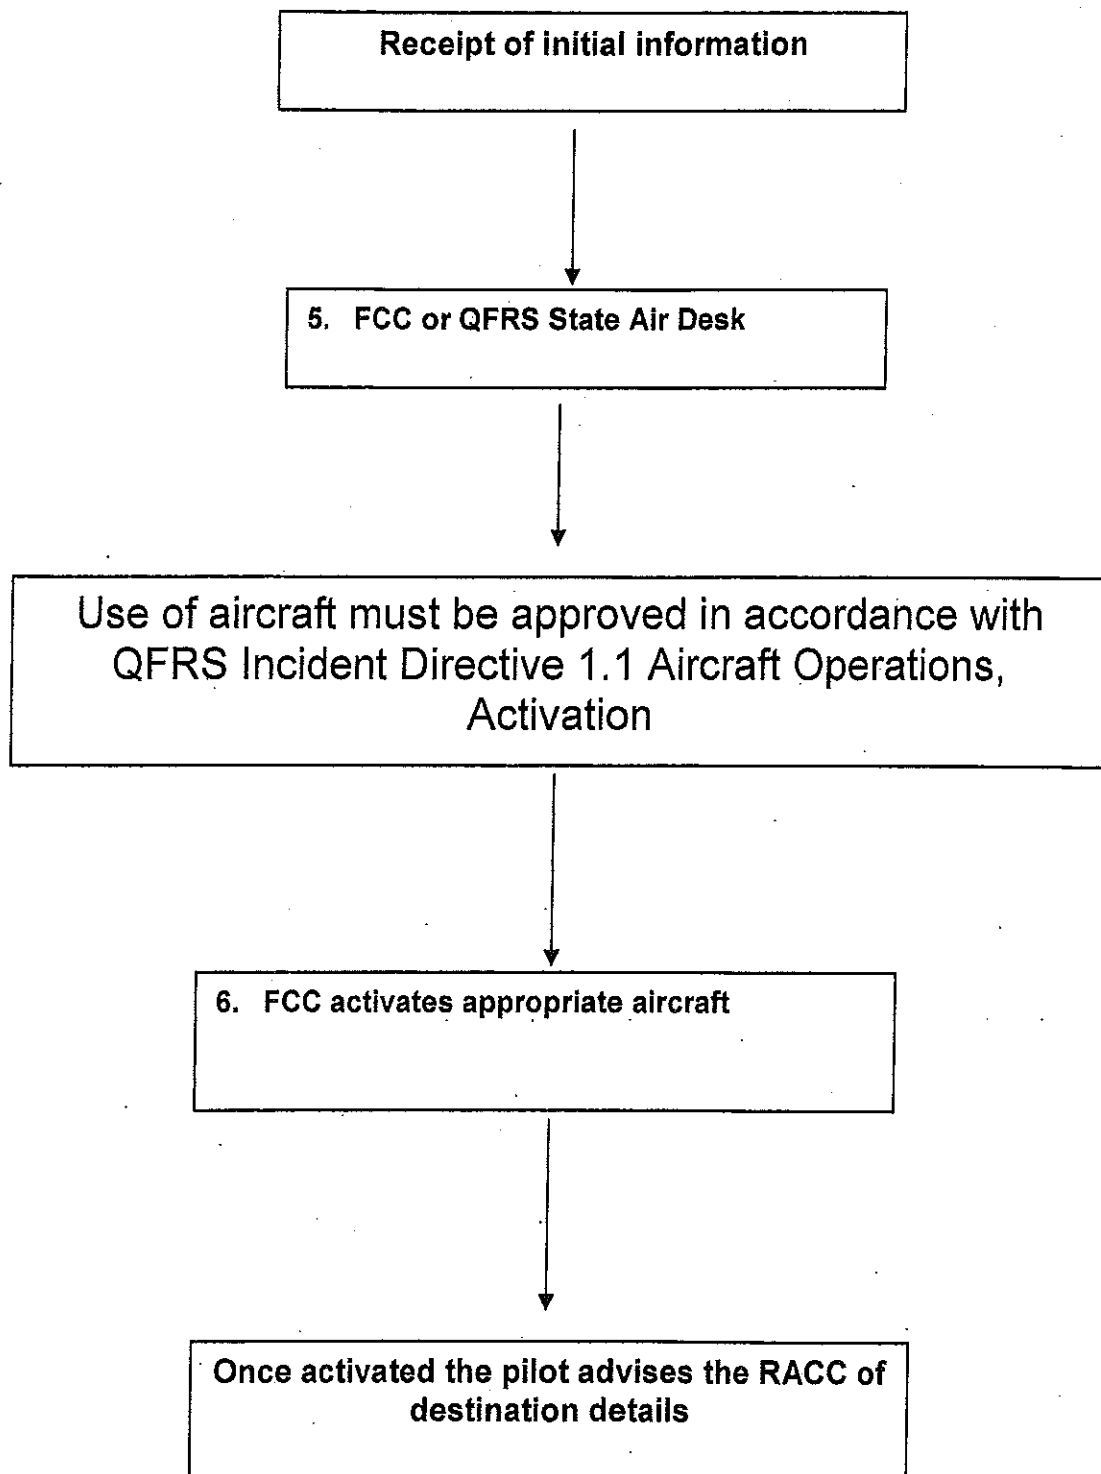 Receipt of initial information
5. FCC or QFRS State Air Desk
Use of aircraft must be approved in accordance with
QFRS Incident Directive 1.1 Aircraft Operations,
Activation
6. FCC activates appropriate aircraft
Once activated the pilot advises the RACC of
destination details